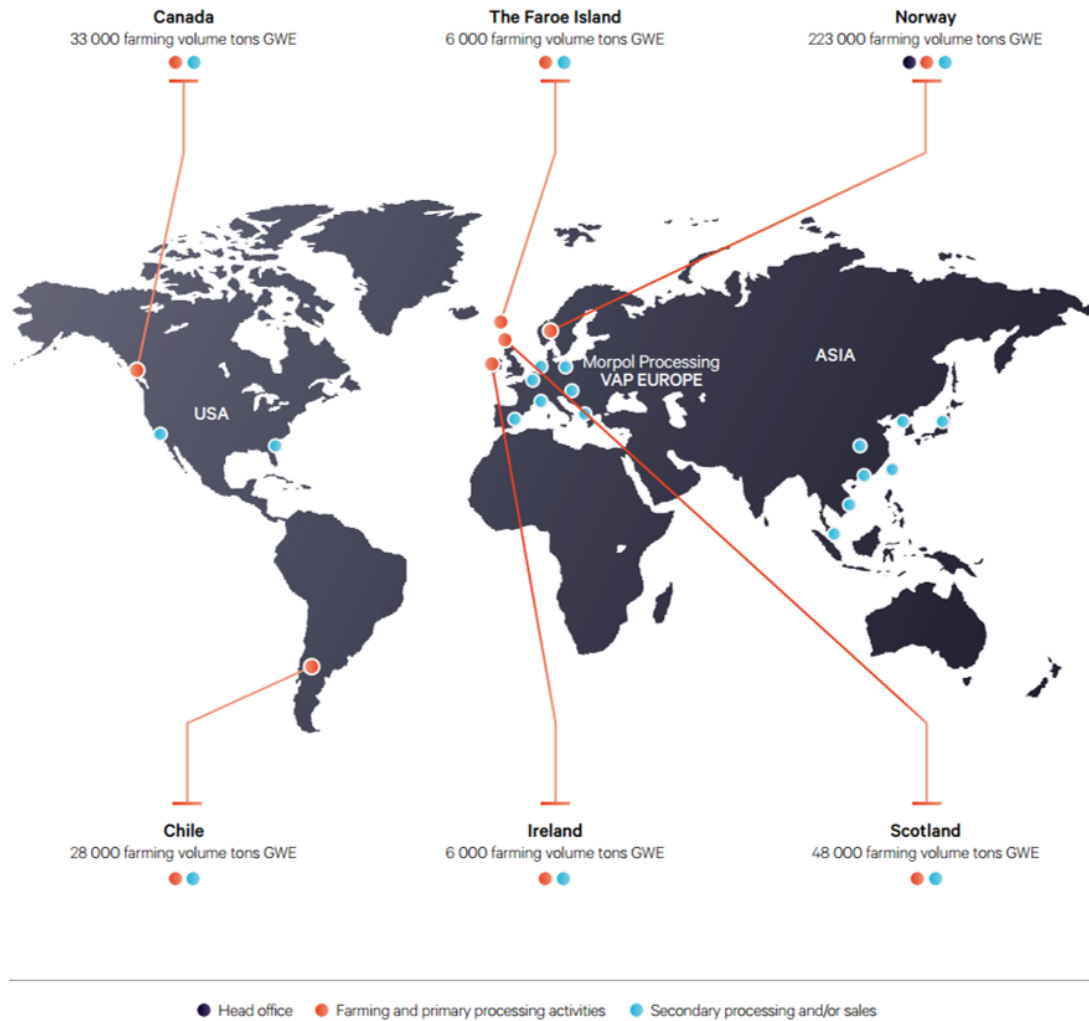 Canada
33 000 farming volume tons GWE
The Faroe Island
6 000 farming volume tons GWE
Norway
223 000 farming volume tons GWE
USA
Morpol Processing
VAP EUROPE
ASIA
Chile
28 000 farming volume tons GWE
Ireland
6 000 farming volume tons GWE
Scotland
48 000 farming volume tons GWE
Head office
Farming and primary processing activities
Secondary processing and/or sales